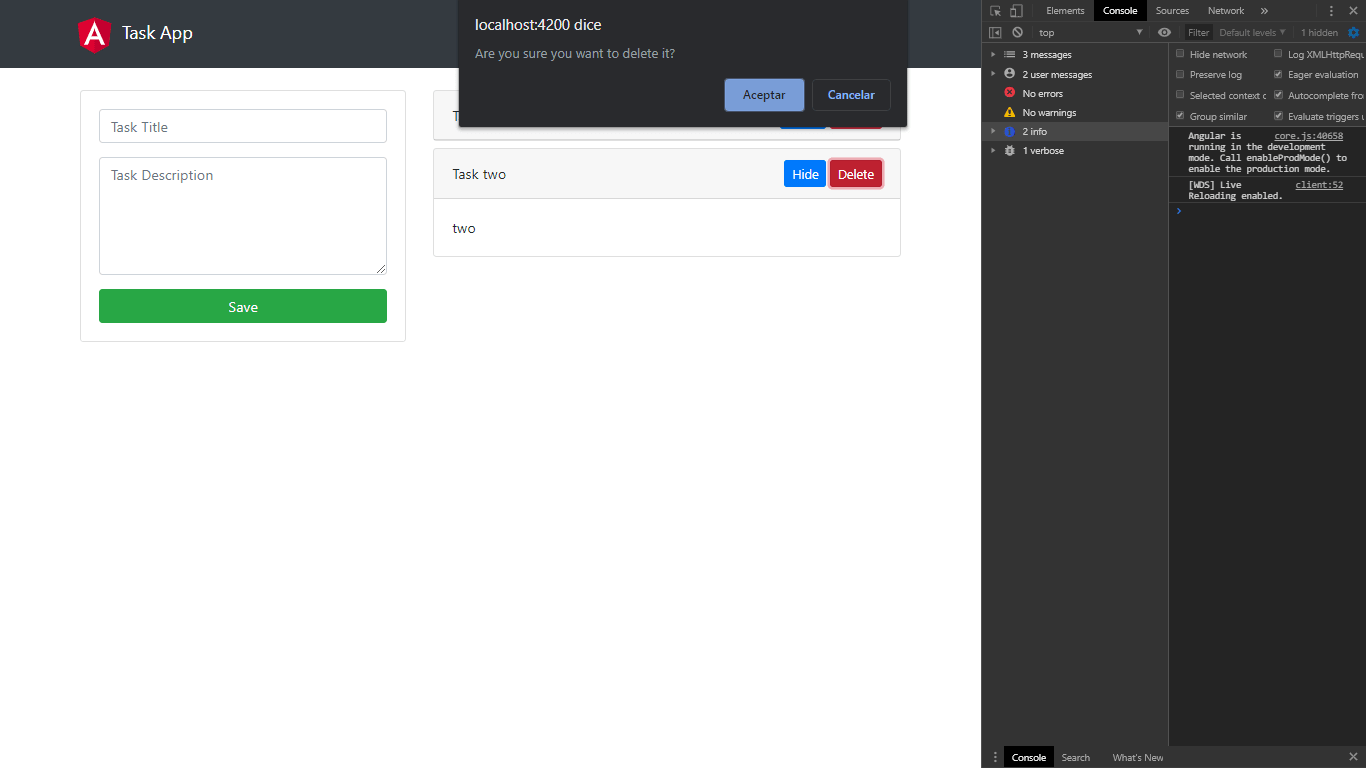 Task App
localhost:4200 dice
Are you sure you want to delete it?
Aceptar
Cancelar
Task Title
Task Description
Save
Task two
Hide
Delete
two
Elements
Console
Sources
Network
top
Filter
Default levels
1 hidden
3 messages
2 user messages
No errors
No warnings
2 info
1 verbose
Hide network
Log XMLHttpRequ
Preserve log
Eager evaluation
Selected context o
Autocomplete fro
Group similar
Evaluate triggers u
Angular is core.js:40658
running in the development
mode. Call enableProdMode() to
enable the production mode.
[WDS] Live client:52
Reloading enabled.
Console
Search
What's New